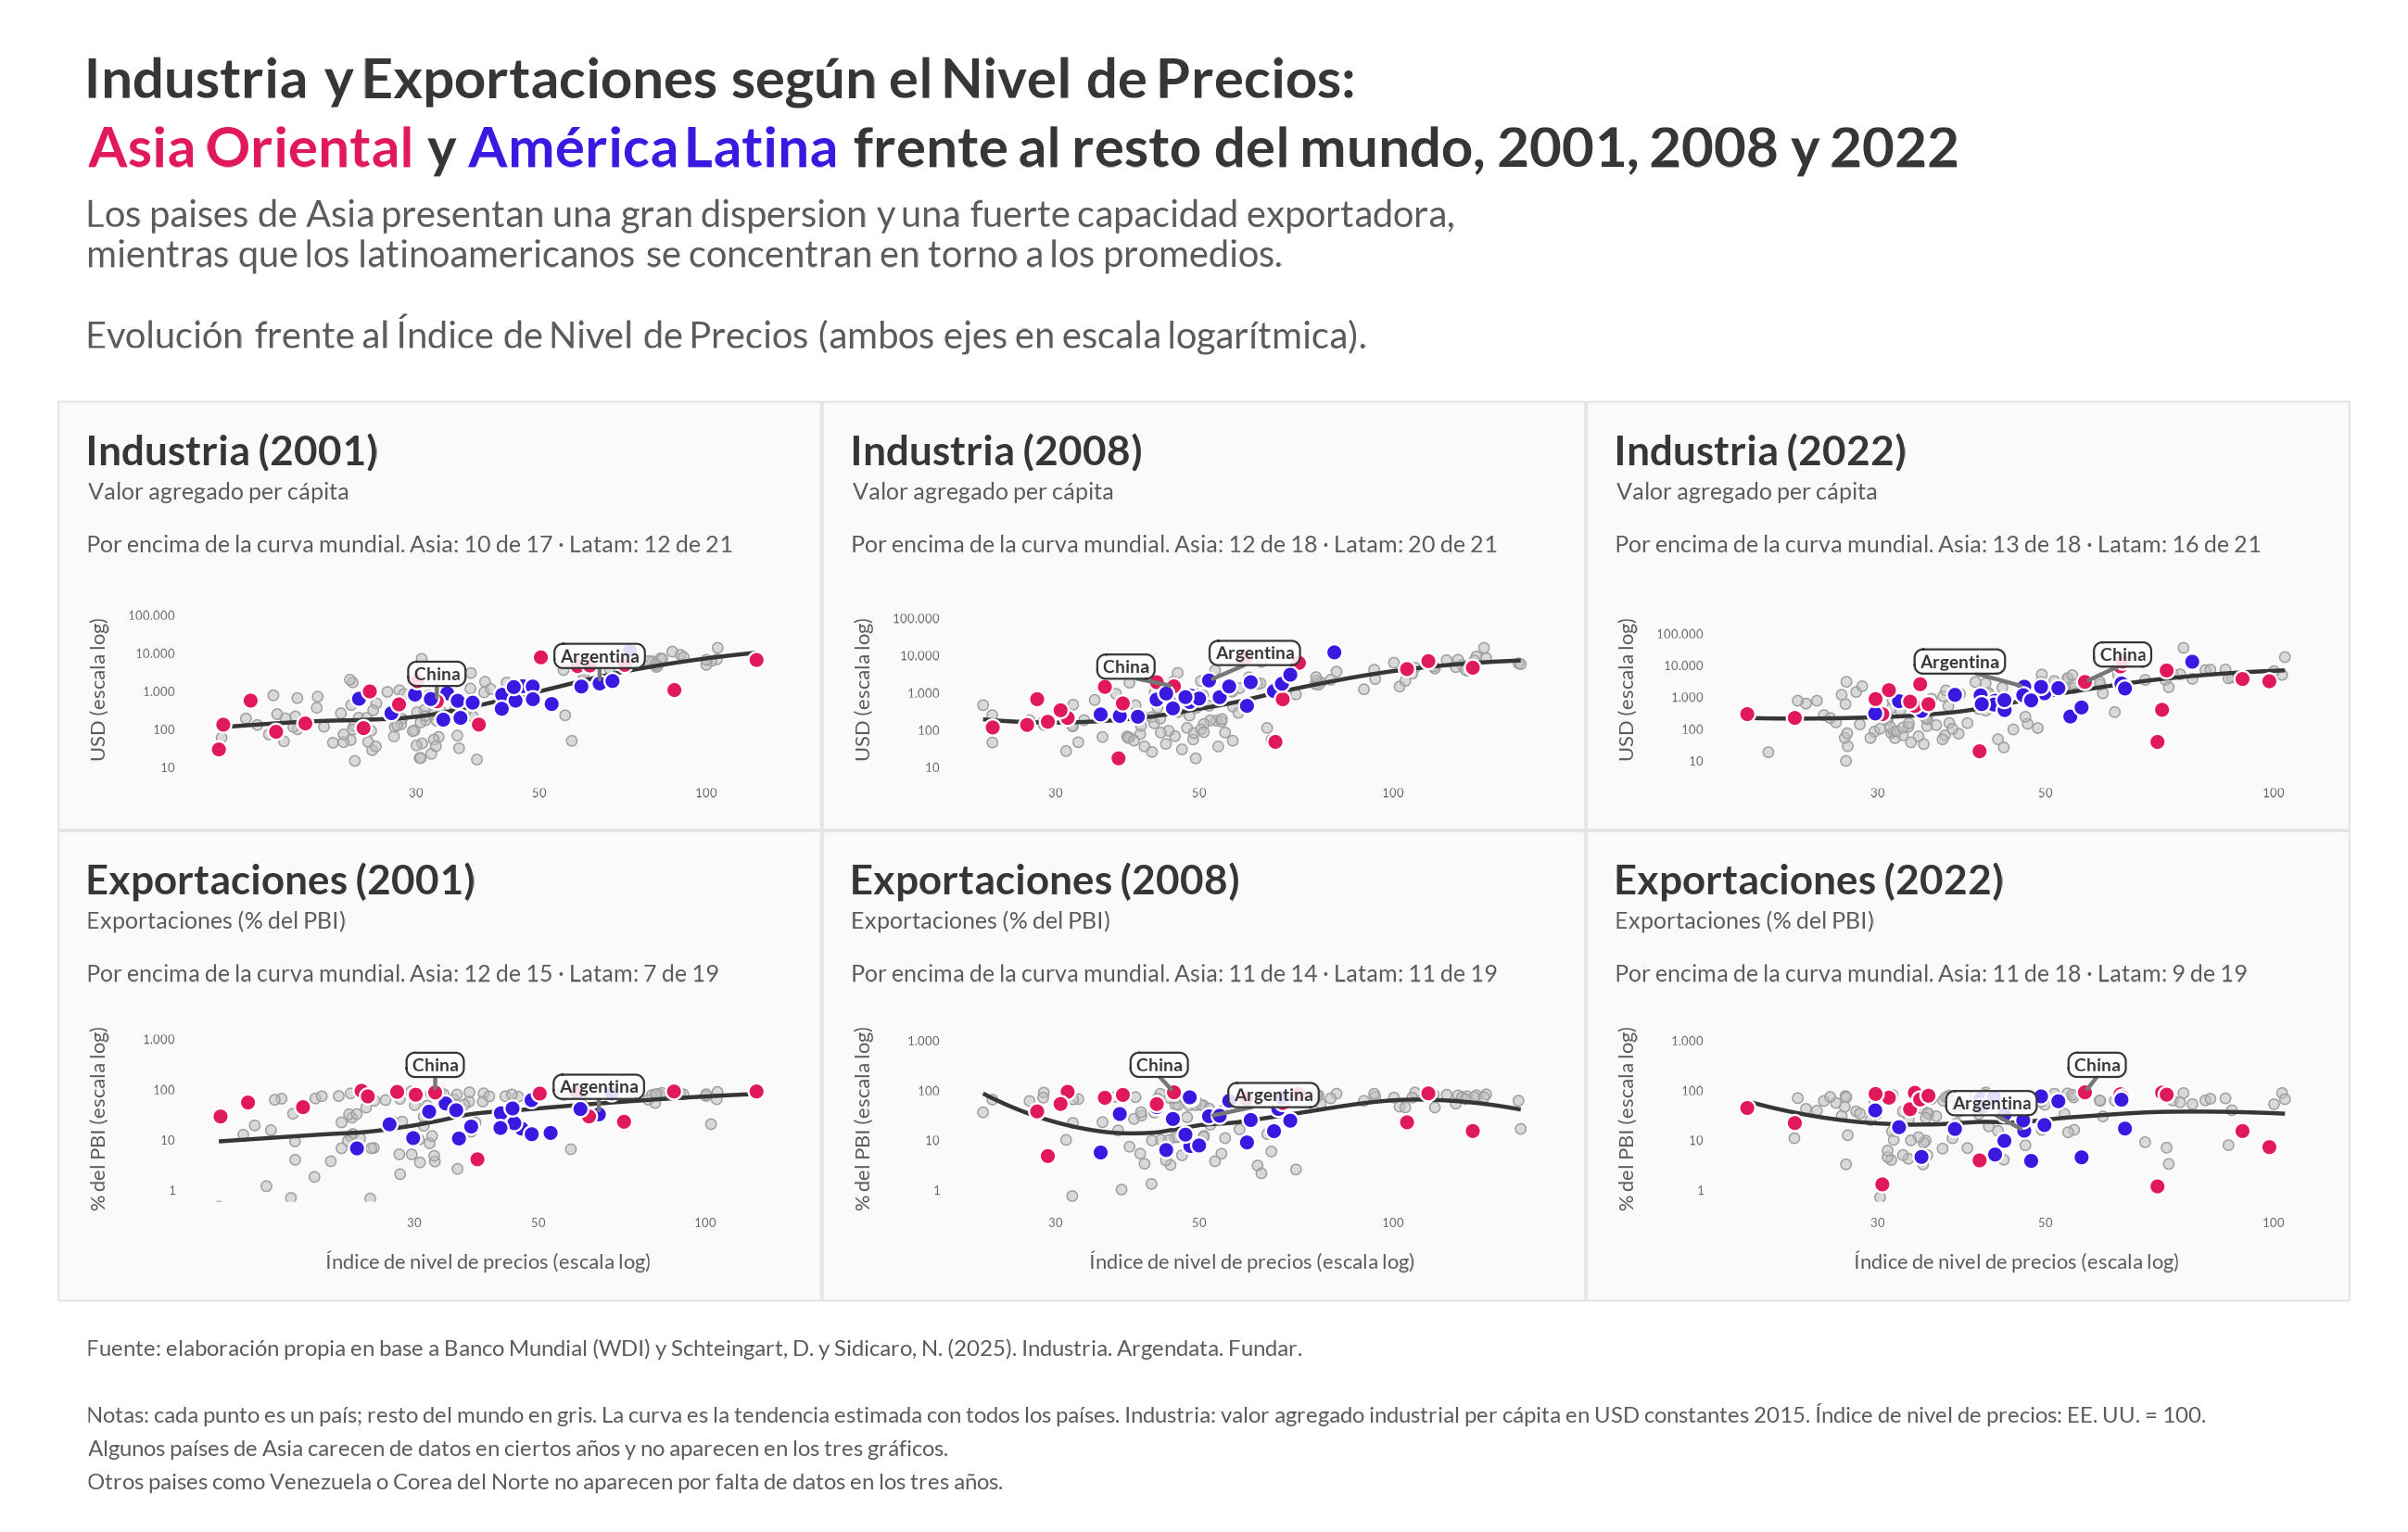 Industria y Exportaciones según el Nivel de Precios:
Asia Oriental y América Latina frente al resto del mundo, 2001, 2008 y 2022
Los paises de Asia presentan una gran dispersion y una fuerte capacidad exportadora,
mientras que los latinoamericanos se concentran en torno a los promedios.
Evolución frente al Índice de Nivel de Precios (ambos ejes en escala logarítmica).
Industria (2001)
Valor agregado per cápita
Por encima de la curva mundial. Asia: 10 de 17 · Latam: 12 de 21
USD (escala log)
100.000
10.000
1.000
100
10
China
Argentina
30
50
100
Industria (2008)
Valor agregado per cápita
Por encima de la curva mundial. Asia: 12 de 18 · Latam: 20 de 21
USD (escala log)
100.000
10.000
1.000
100
10
China
Argentina
30
50
100
Industria (2022)
Valor agregado per cápita
Por encima de la curva mundial. Asia: 13 de 18 · Latam: 16 de 21
USD (escala log)
100.000
10.000
1.000
100
10
Argentina
China
30
50
100
Exportaciones (2001)
Exportaciones (% del PBI)
Por encima de la curva mundial. Asia: 12 de 15 · Latam: 7 de 19
% del PBI (escala log)
1.000
100
10
1
China
Argentina
30
50
100
Índice de nivel de precios (escala log)
Exportaciones (2008)
Exportaciones (% del PBI)
Por encima de la curva mundial. Asia: 11 de 14 · Latam: 11 de 19
% del PBI (escala log)
1.000
100
10
1
China
Argentina
30
50
100
Índice de nivel de precios (escala log)
Exportaciones (2022)
Exportaciones (% del PBI)
Por encima de la curva mundial. Asia: 11 de 18 · Latam: 9 de 19
% del PBI (escala log)
1.000
100
10
1
China
Argentina
30
50
100
Índice de nivel de precios (escala log)
Fuente: elaboración propia en base a Banco Mundial (WDI) y Schteingart, D. y Sidicaro, N. (2025). Industria. Argendata. Fundar.
Notas: cada punto es un país; resto del mundo en gris. La curva es la tendencia estimada con todos los países. Industria: valor agregado industrial per cápita en USD constantes 2015. Índice de nivel de precios: EE. UU. = 100.
Algunos países de Asia carecen de datos en ciertos años y no aparecen en los tres gráficos.
Otros paises como Venezuela o Corea del Norte no aparecen por falta de datos en los tres años.